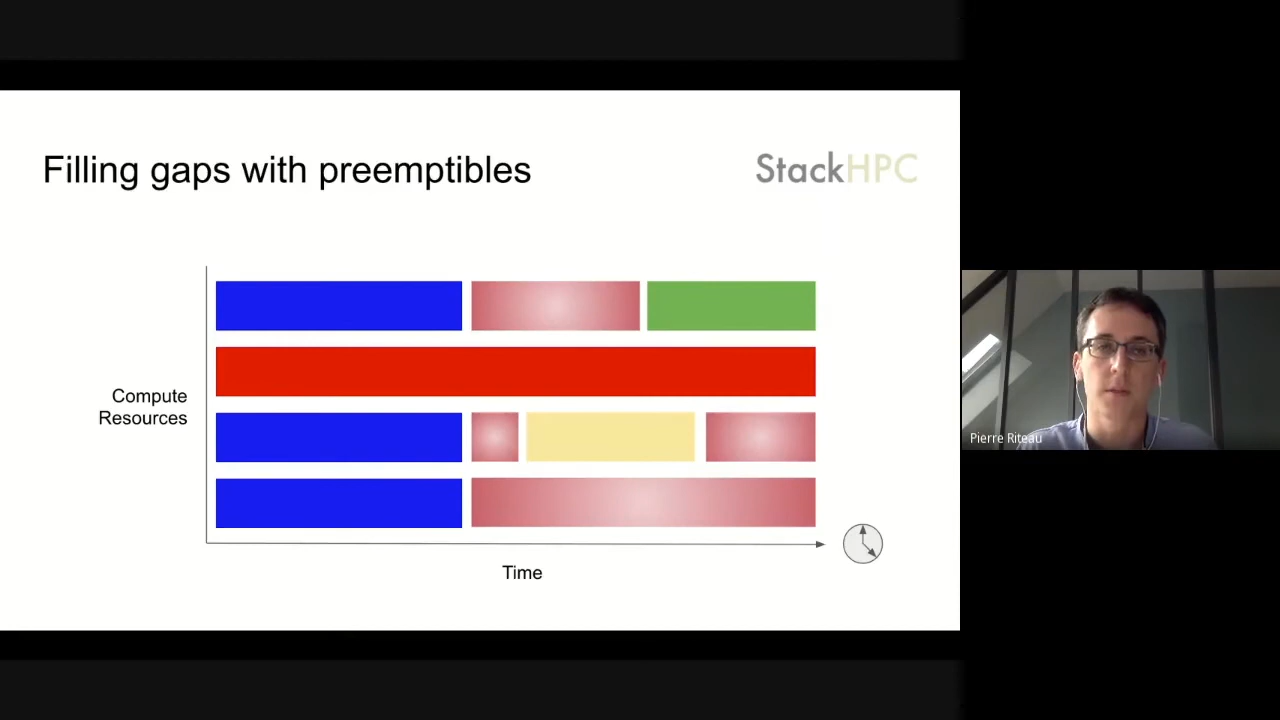 Filling gaps with preemptibles
StackHPC
Compute
Resources
Time
Pierre Riteau